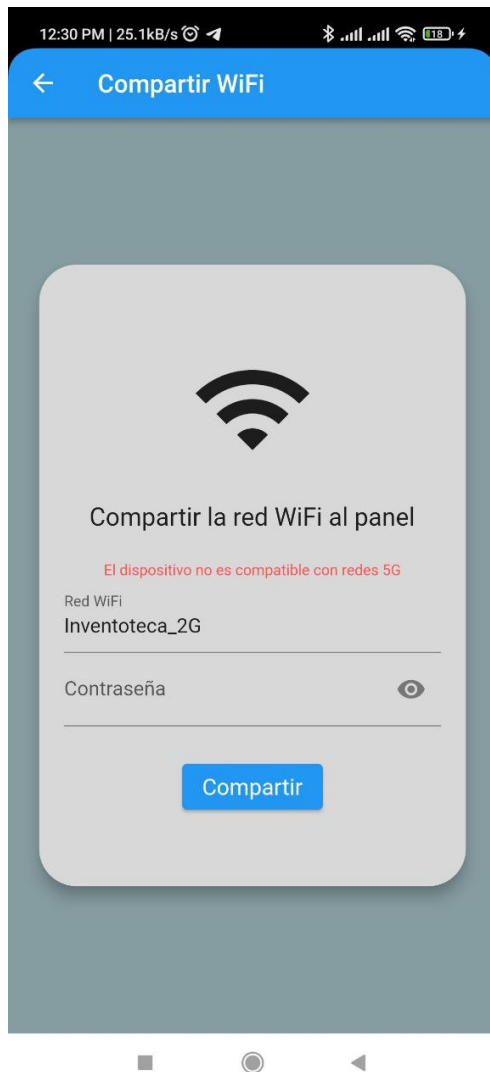 12:30 PM | 25.1kB/s
18
Compartir WiFi
Compartir la red WiFi al panel
El dispositivo no es compatible con redes 5G
Red WiFi
Inventoteca_2G
Contraseña
Compartir